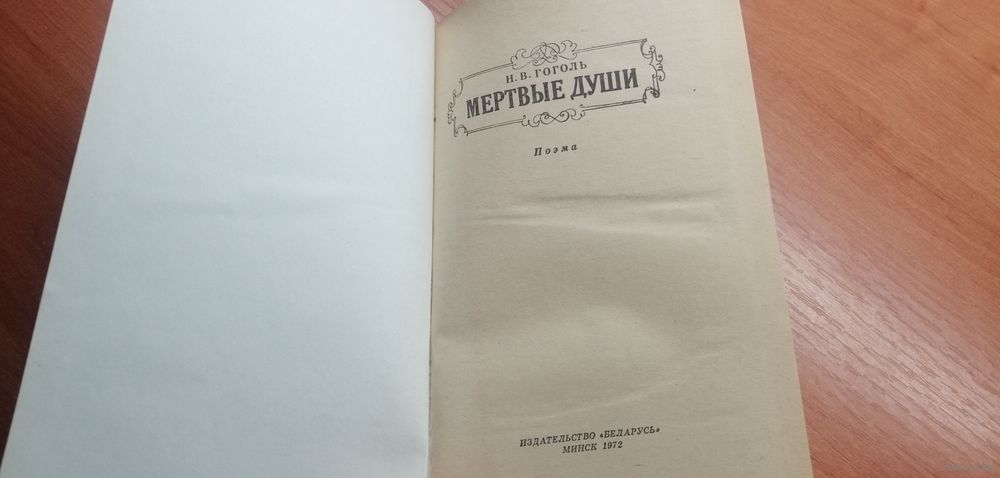 Н. В. ГОГОЛЬ
МЕРТВЫЕ ДУШИ
Поэма
ИЗДАТЕЛЬСТВО «БЕЛАРУСЬ»
МИНСК 1972